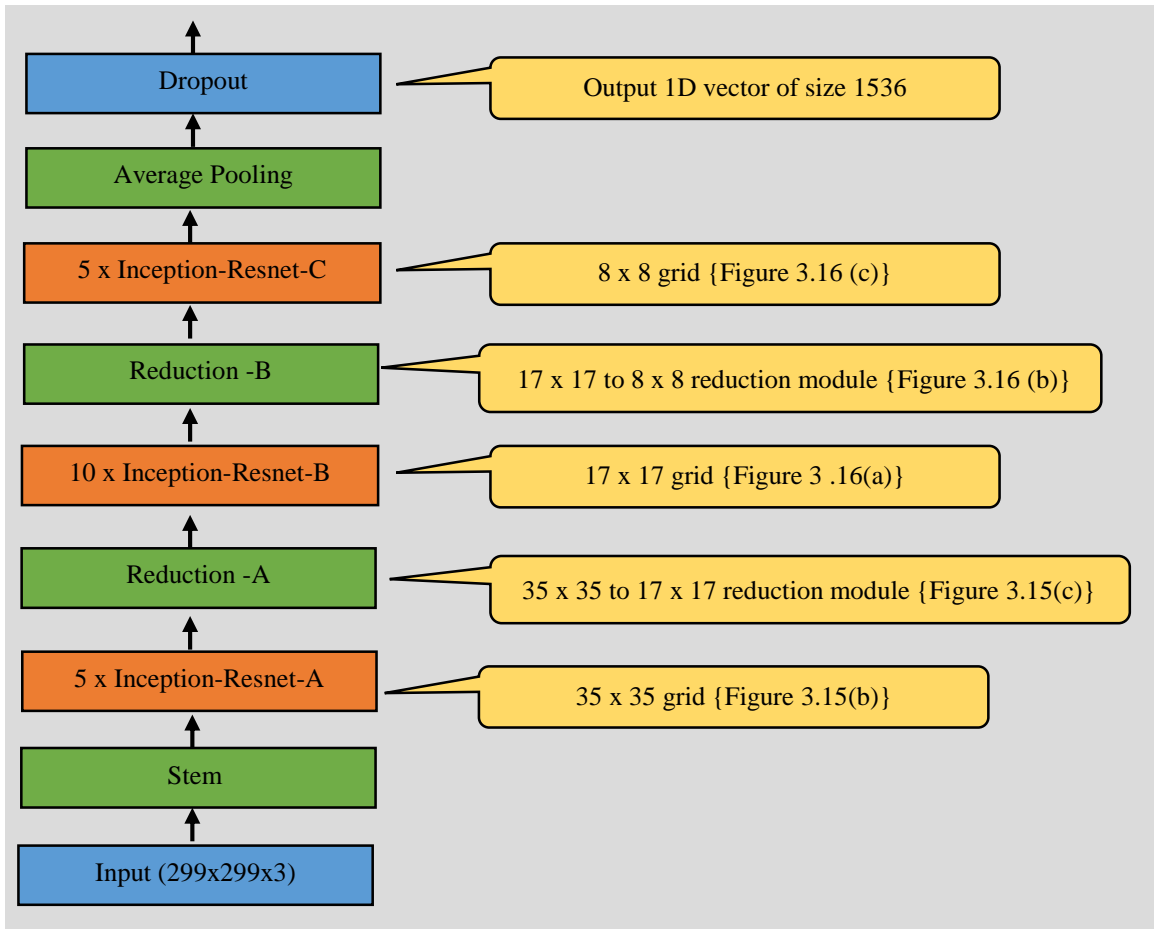 Dropout
Output 1D vector of size 1536
Average Pooling
5 x Inception-Resnet-C
8 x 8 grid {Figure 3.16 (c)}
Reduction -B
17 x 17 to 8 x 8 reduction module {Figure 3.16 (b)}
10 x Inception-Resnet-B
17 x 17 grid {Figure 3 .16(a)}
Reduction -A
35 x 35 to 17 x 17 reduction module {Figure 3.15(c)}
5 x Inception-Resnet-A
35 x 35 grid {Figure 3.15(b)}
Stem
Input (299x299x3)